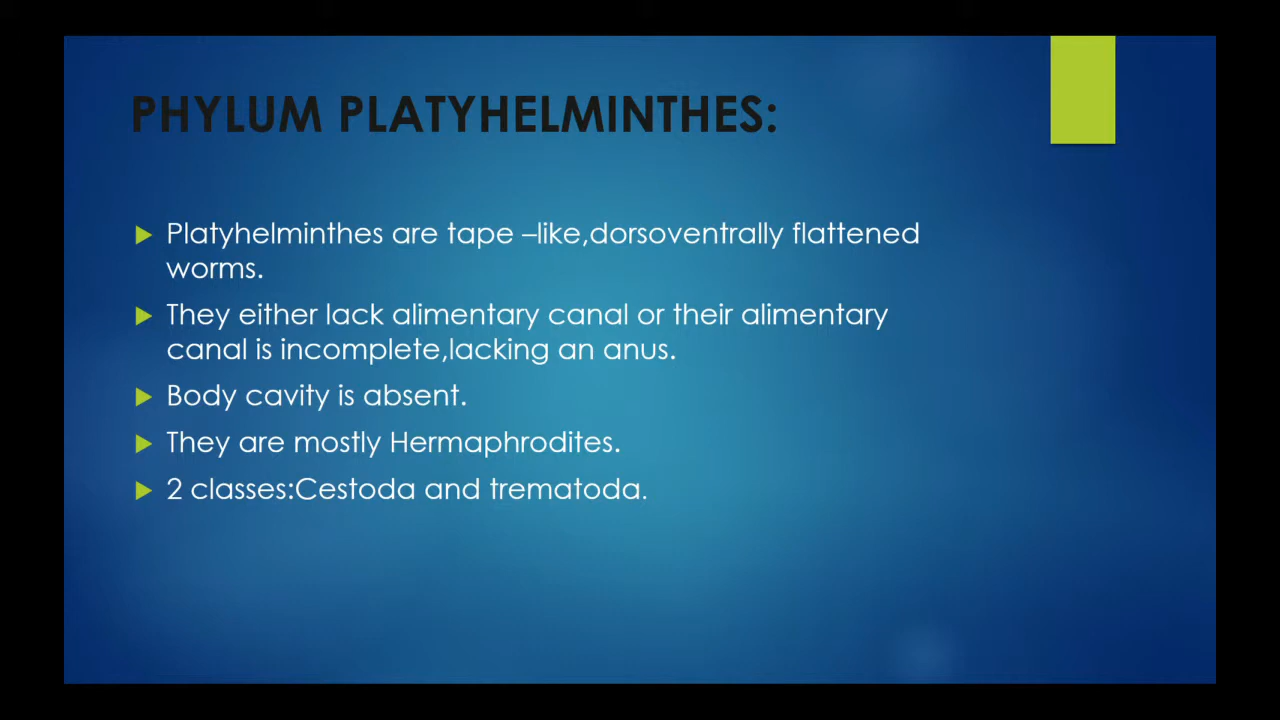 PHYLUM PLATYHELMINTHES:
Platyhelminthes are tape –like,dorsoventrally flattened
worms.
They either lack alimentary canal or their alimentary
canal is incomplete,lacking an anus.
Body cavity is absent.
They are mostly Hermaphrodites.
2 classes:Cestoda and trematoda.